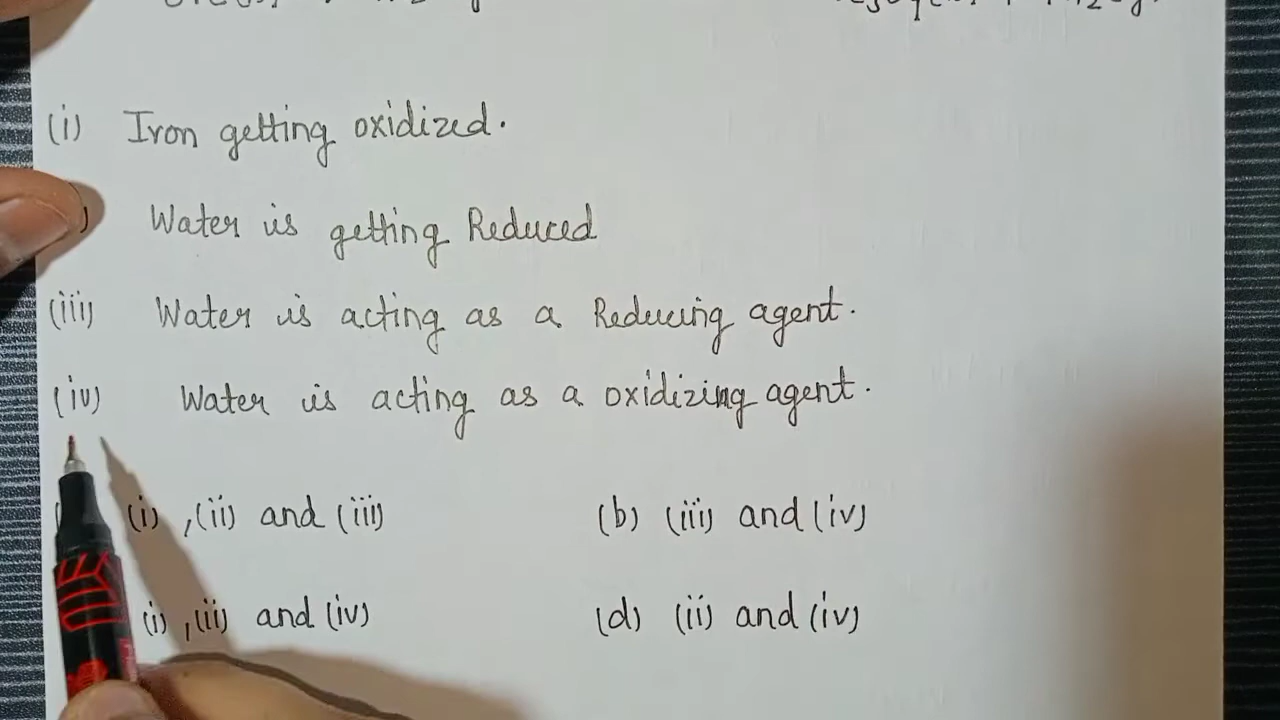 (i) Iron getting oxidized.
) Water is getting Reduced
(iii) Water is acting as a Reducing agent.
(iv) Water is acting as a oxidizing agent.
(i) ,(ii) and (iii) (b) (iii) and (iv)
(i) ,(ii) and (iv) (d) (ii) and (iv)